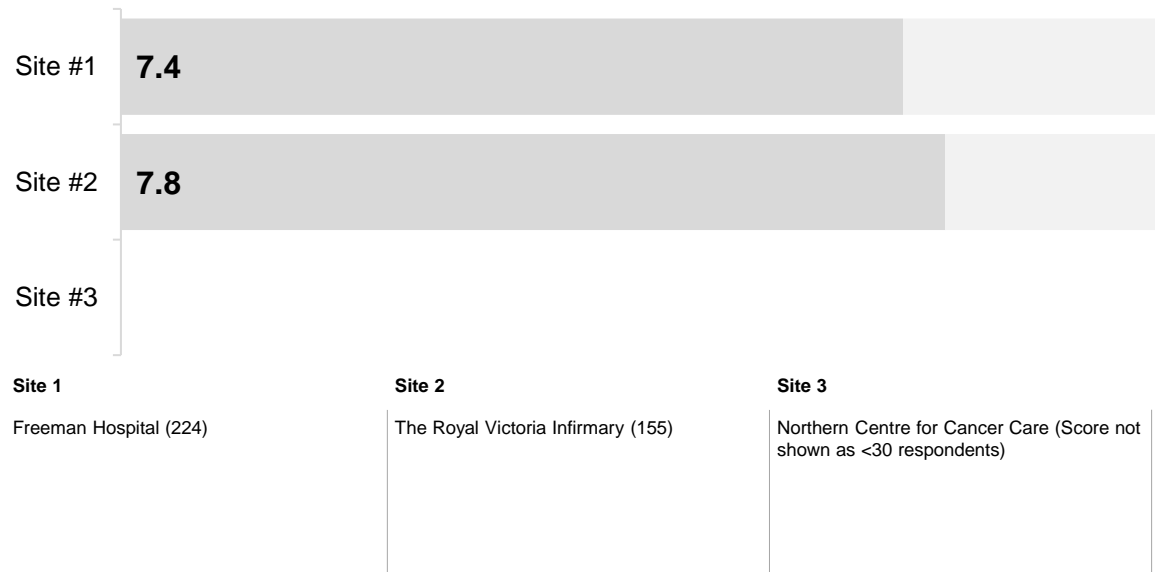 Site #1 7.4
Site #2 7.8
Site #3
Site 1 Site 2 Site 3
Freeman Hospital (224) The Royal Victoria Infirmary (155) Northern Centre for Cancer Care (Score not
shown as <30 respondents)